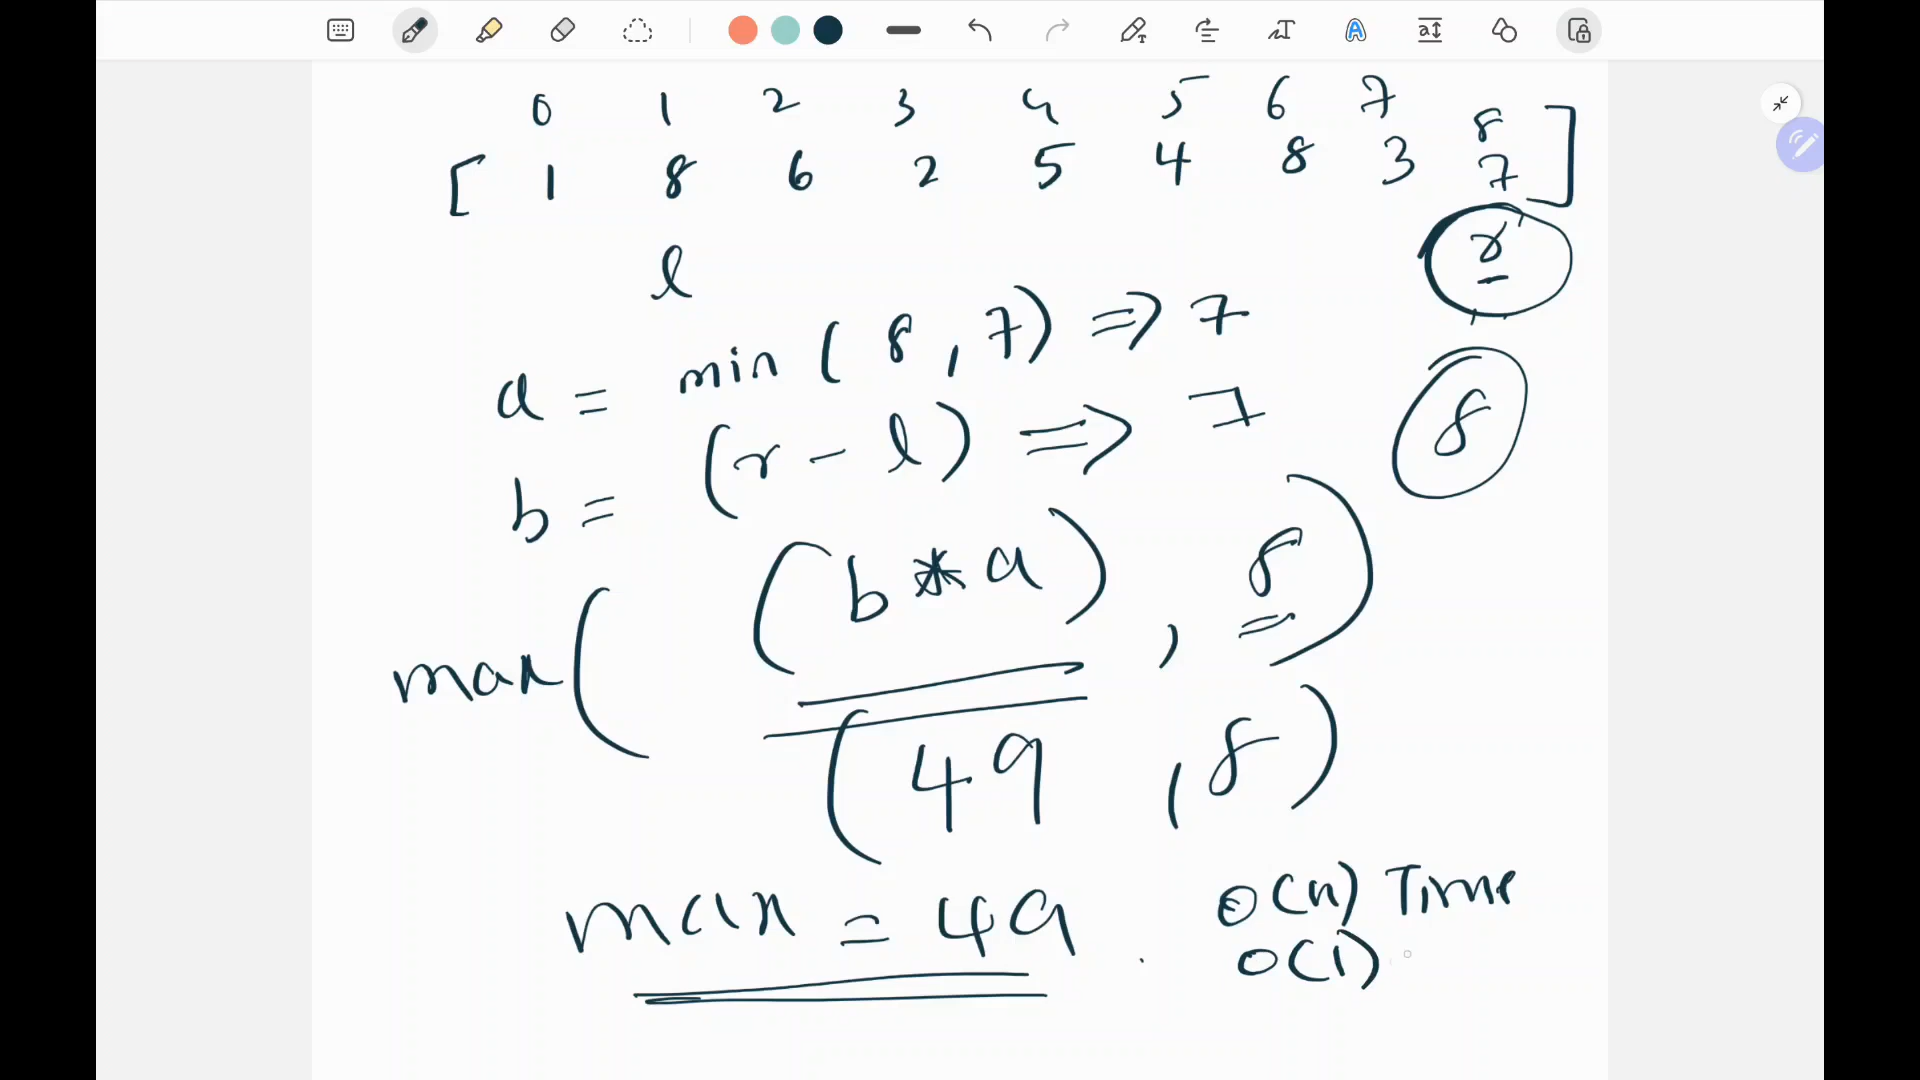 0 1 2 3 4 5 6 7 8
[ 1 8 6 2 5 4 8 3 7 ]
l r
a = min ( 8 , 7 ) => 7
8
b = (r - l) => 7
max( (b * a) , 8 )
( 49 , 8 )
max = 49
O(n) Time
O(1)